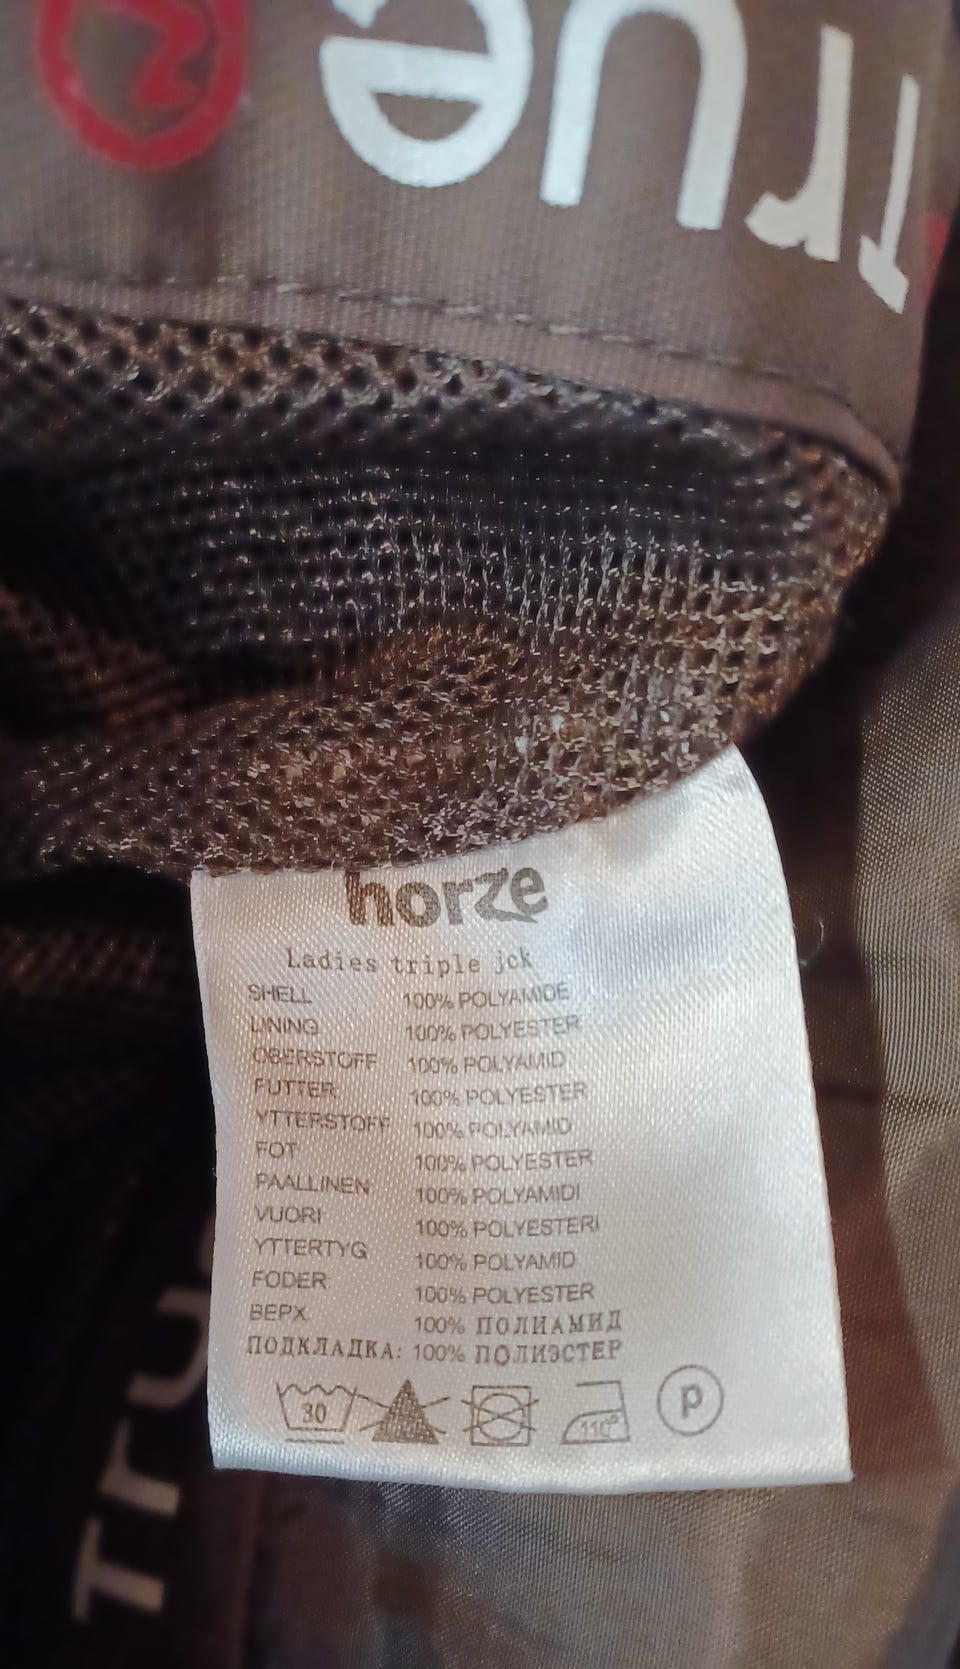 True
horze
Ladies triple jck
SHELL 100% POLYAMIDE
LINING 100% POLYESTER
OBERSTOFF 100% POLYAMID
FUTTER 100% POLYESTER
YTTERSTOFF 100% POLYAMID
FOT 100% POLYESTER
PAALLINEN 100% POLYAMIDI
VUORI 100% POLYESTERI
YTTERTYG 100% POLYAMID
FODER 100% POLYESTER
ВЕРХ 100% ПОЛИАМИД
ПОДКЛАДКА: 100% ПОЛИЭСТЕР
30 110° P
True